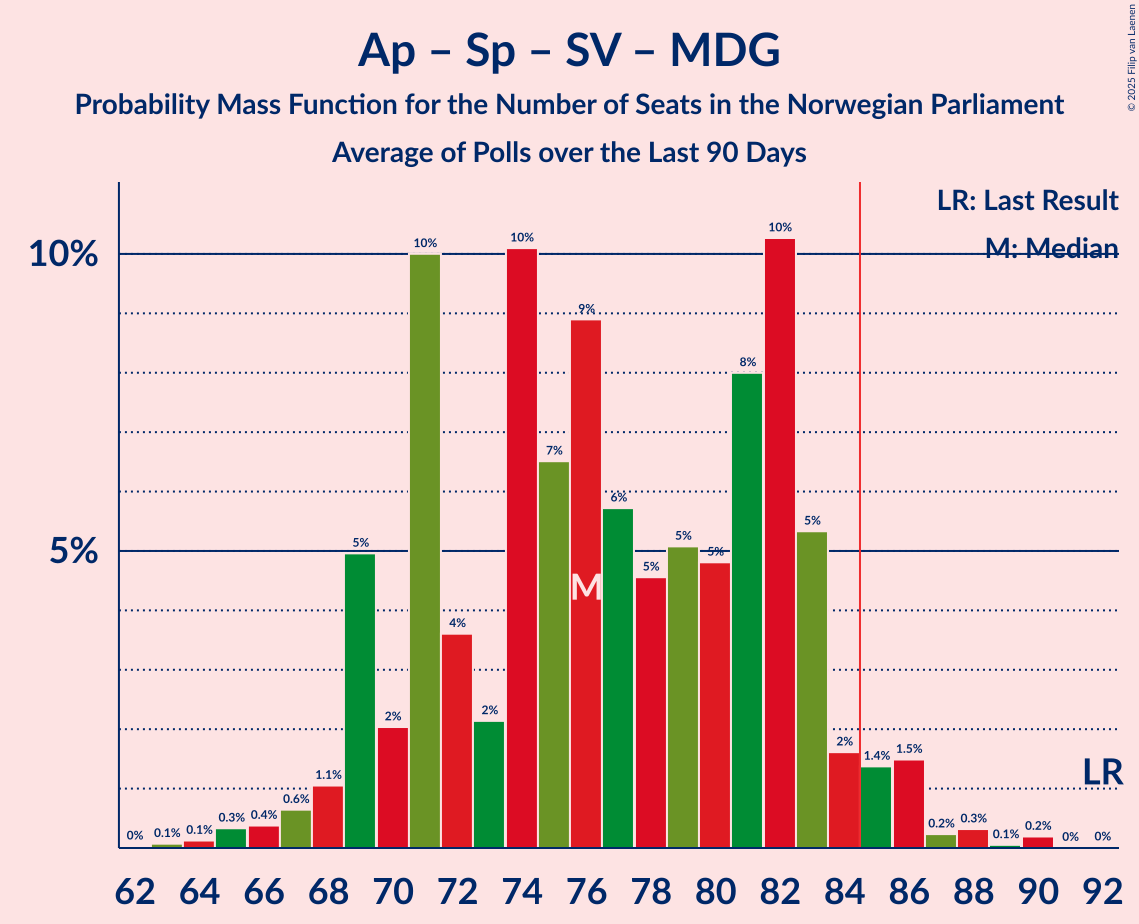 Ap – Sp – SV – MDG
Probability Mass Function for the Number of Seats in the Norwegian Parliament
Average of Polls over the Last 90 Days
© 2025 Filip van Laenen
LR: Last Result
M: Median
10%
5%
0% 0.1% 0.1% 0.3% 0.4% 0.6% 1.1% 5% 2% 10% 4% 2% 10% 7% 9% 6% 5% 5% 5% 8% 10% 5% 2% 1.4% 1.5% 0.2% 0.3% 0.1% 0.2% 0% 0%
M
LR
62 64 66 68 70 72 74 76 78 80 82 84 86 88 90 92